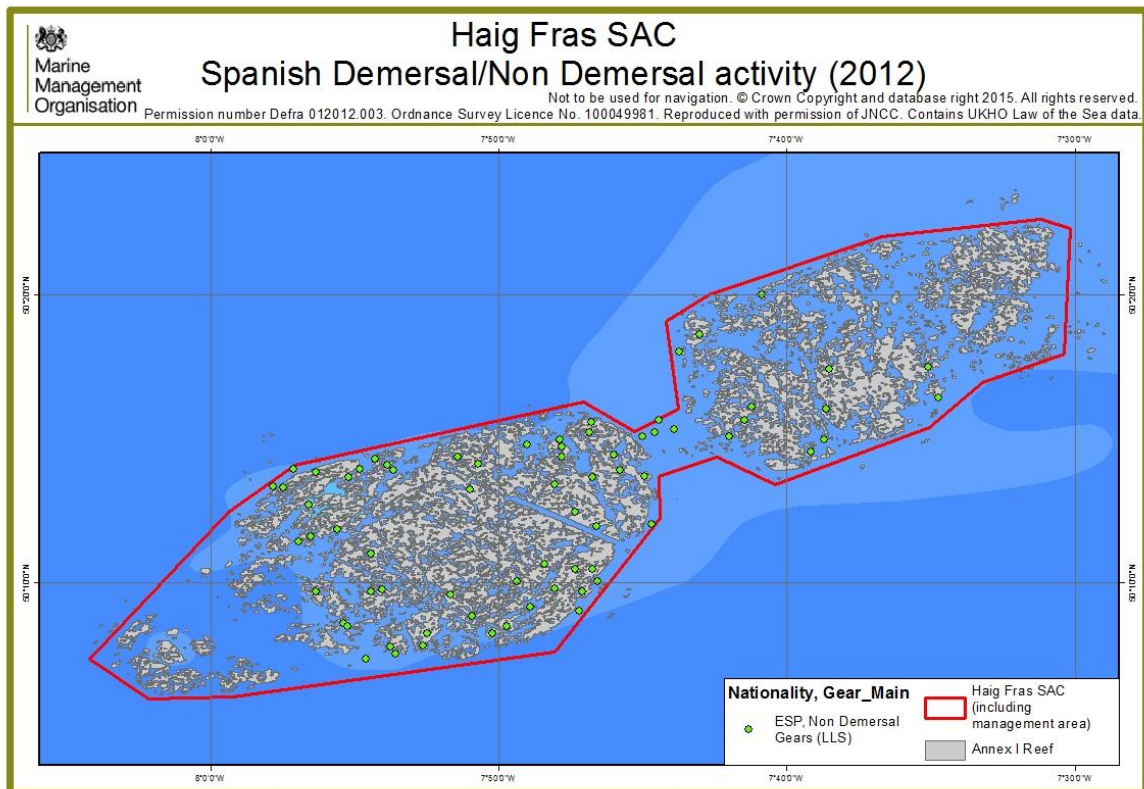 Marine
Management
Organisation
Haig Fras SAC
Spanish Demersal/Non Demersal activity (2012)
Not to be used for navigation. © Crown Copyright and database right 2015. All rights reserved.
Permission number Defra 012012.003. Ordnance Survey Licence No. 100049981. Reproduced with permission of JNCC. Contains UKHO Law of the Sea data.
8°0'0"W 7°50'0"W 7°40'0"W 7°30'0"W
50°20'0"N 50°20'0"N
50°10'0"N 50°10'0"N
Nationality, Gear_Main
ESP, Non Demersal
Gears (LLS)
Haig Fras SAC
(including
management area)
Annex I Reef
8°0'0"W 7°50'0"W 7°40'0"W 7°30'0"W